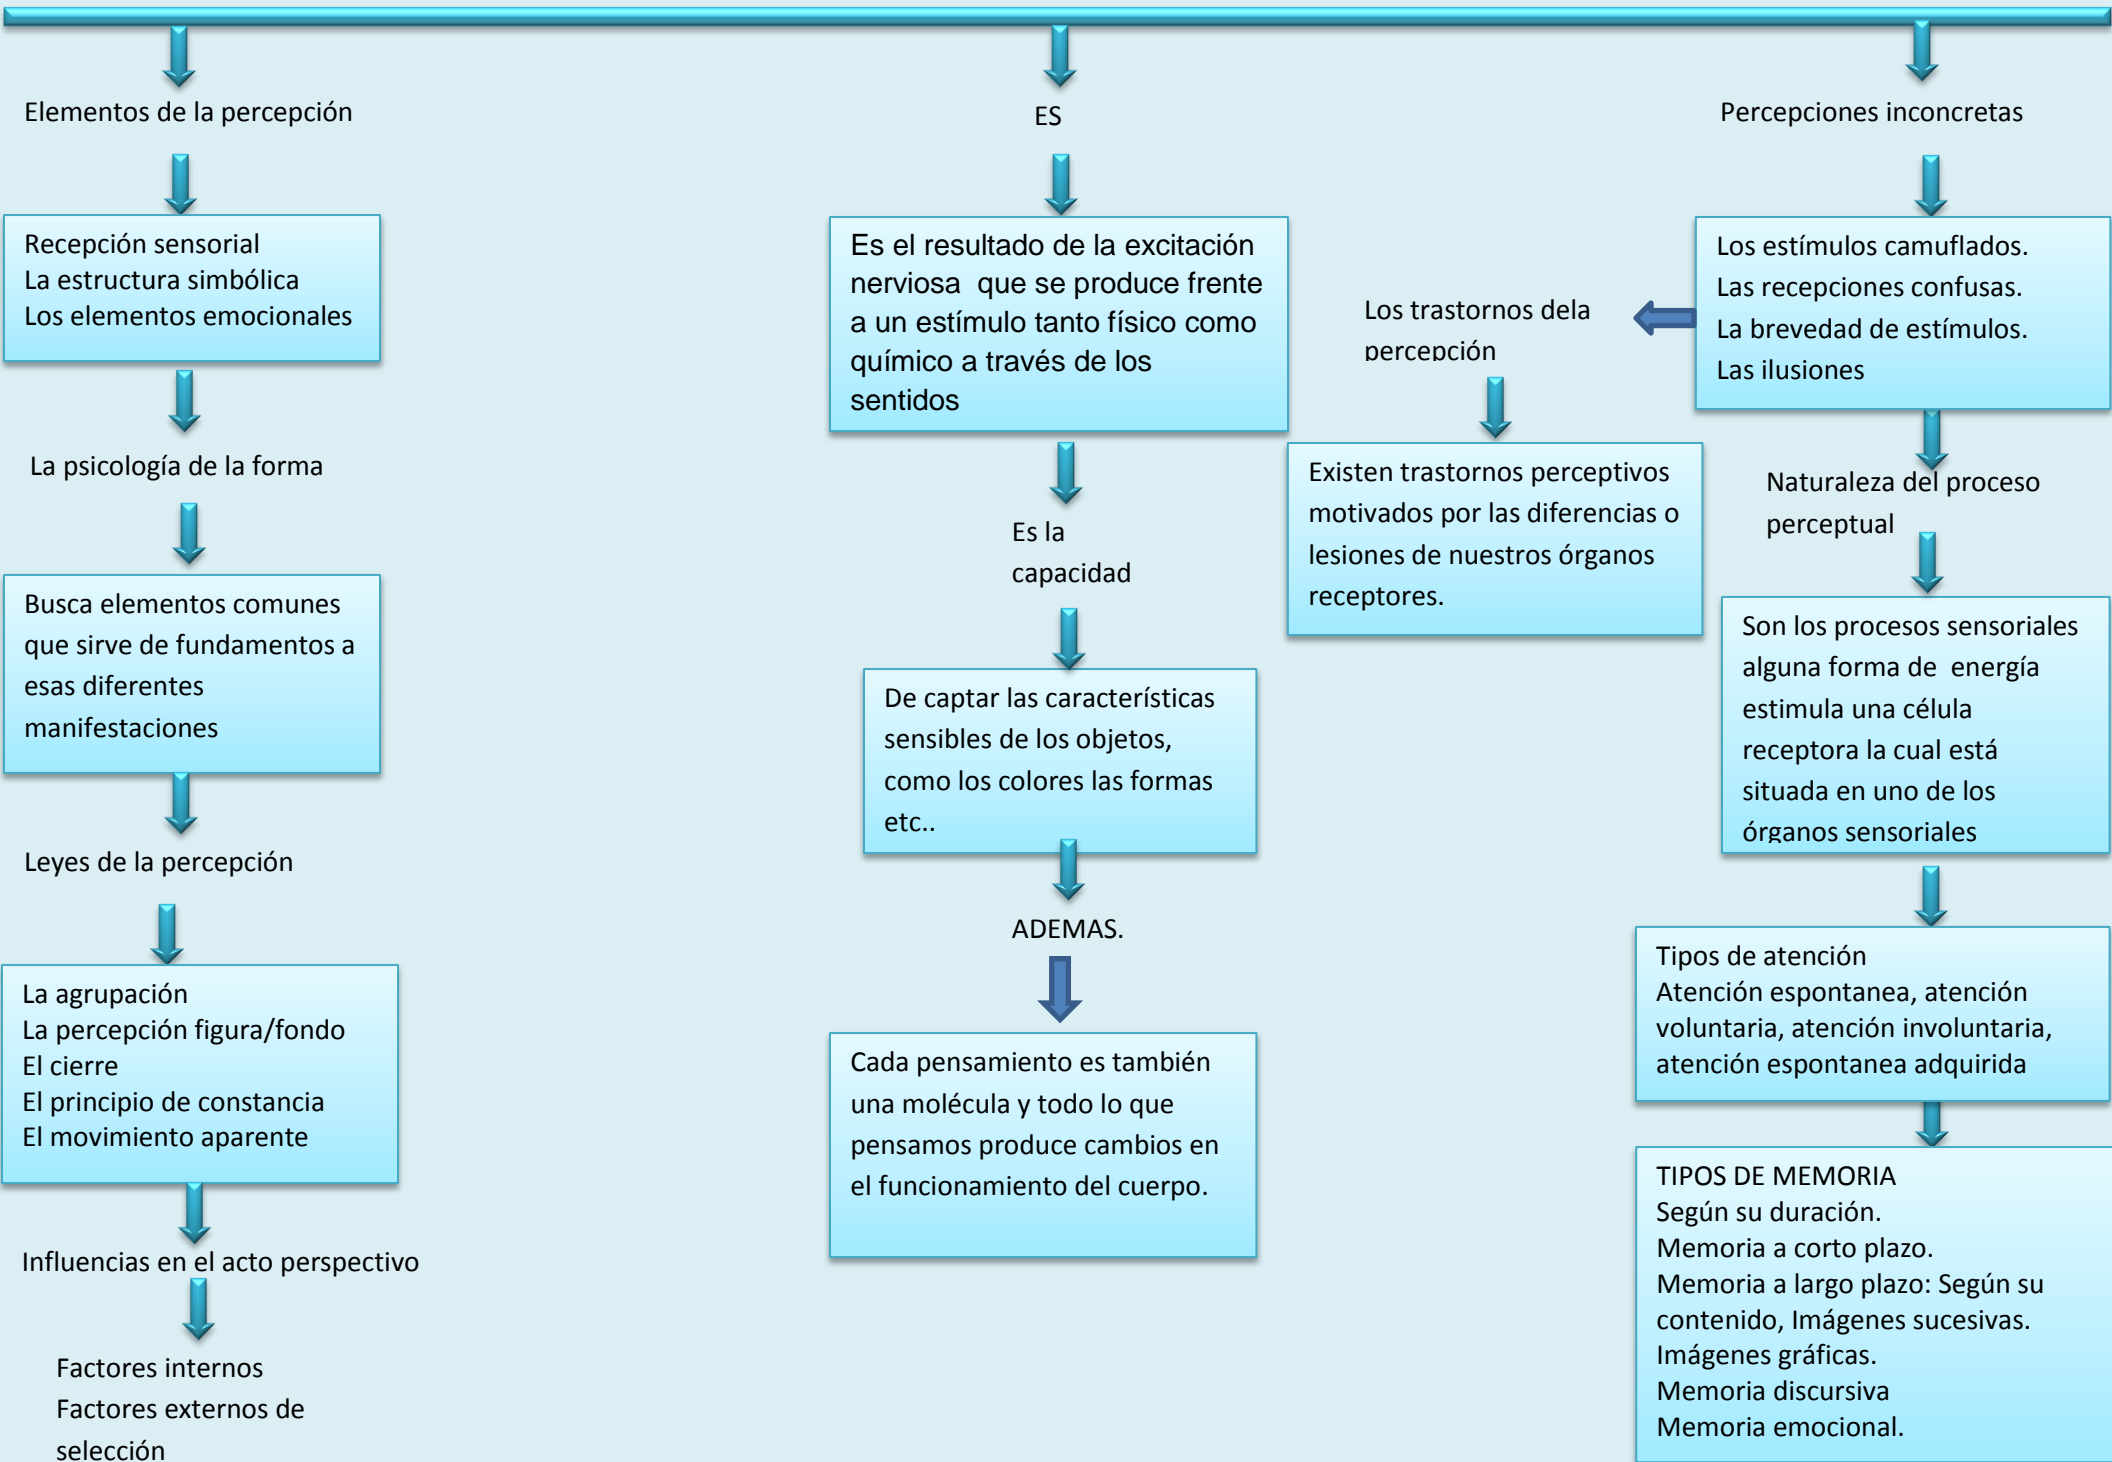 Elementos de la percepción
Recepción sensorial
La estructura simbólica
Los elementos emocionales
La psicología de la forma
Busca elementos comunes
que sirve de fundamentos a
esas diferentes
manifestaciones
Leyes de la percepción
La agrupación
La percepción figura/fondo
El cierre
El principio de constancia
El movimiento aparente
Influencias en el acto perspectivo
Factores internos
Factores externos de
selección
ES
Es el resultado de la excitación
nerviosa que se produce frente
a un estímulo tanto físico como
químico a través de los
sentidos
Es la
capacidad
De captar las características
sensibles de los objetos,
como los colores las formas
etc..
ADEMAS.
Cada pensamiento es también
una molécula y todo lo que
pensamos produce cambios en
el funcionamiento del cuerpo.
Percepciones inconcretas
Los estímulos camuflados.
Las recepciones confusas.
La brevedad de estímulos.
Las ilusiones
Los trastornos dela
percepción
Existen trastornos perceptivos
motivados por las diferencias o
lesiones de nuestros órganos
receptores.
Naturaleza del proceso
perceptual
Son los procesos sensoriales
alguna forma de energía
estimula una célula
receptora la cual está
situada en uno de los
órganos sensoriales
Tipos de atención
Atención espontanea, atención
voluntaria, atención involuntaria,
atención espontanea adquirida
TIPOS DE MEMORIA
Según su duración.
Memoria a corto plazo.
Memoria a largo plazo: Según su
contenido, Imágenes sucesivas.
Imágenes gráficas.
Memoria discursiva
Memoria emocional.